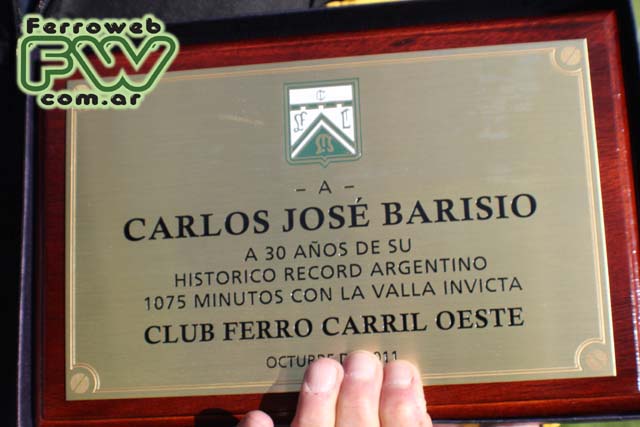 Ferroweb
FW
com.ar
- A -
CARLOS JOSÉ BARISIO
A 30 AÑOS DE SU
HISTORICO RECORD ARGENTINO
1075 MINUTOS CON LA VALLA INVICTA
CLUB FERRO CARRIL OESTE